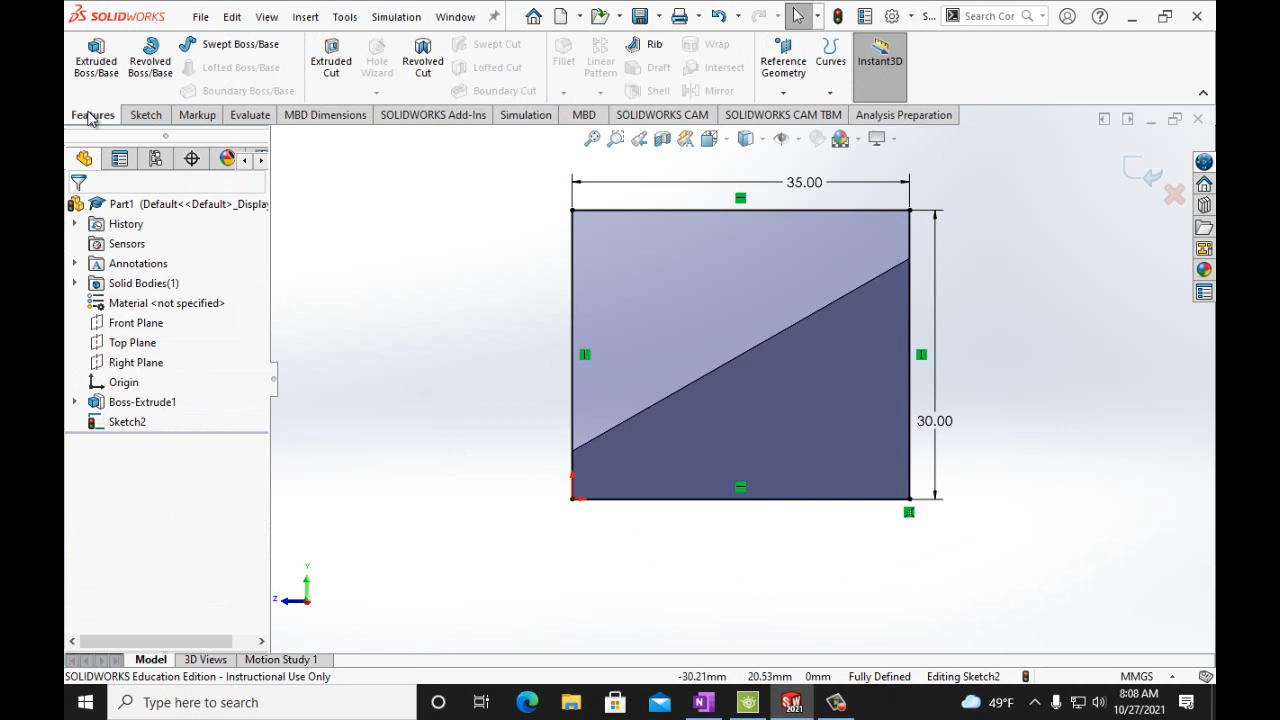 SOLIDWORKS File Edit View Insert Tools Simulation Window S... Search Cor
Extruded Boss/Base
Revolved Boss/Base
Swept Boss/Base
Lofted Boss/Base
Boundary Boss/Base
Extruded Cut
Hole Wizard
Revolved Cut
Swept Cut
Lofted Cut
Boundary Cut
Fillet
Linear Pattern
Rib
Draft
Shell
Wrap
Intersect
Mirror
Reference Geometry
Curves
Instant3D
Features Sketch Markup Evaluate MBD Dimensions SOLIDWORKS Add-Ins Simulation MBD SOLIDWORKS CAM SOLIDWORKS CAM TBM Analysis Preparation
Part1 (Default<<Default>_Displa
History
Sensors
Annotations
Solid Bodies(1)
Material <not specified>
Front Plane
Top Plane
Right Plane
Origin
Boss-Extrude1
Sketch2
35.00
30.00
Y
Z
Model 3D Views Motion Study 1
SOLIDWORKS Education Edition - Instructional Use Only -30.21mm 20.53mm 0mm Fully Defined Editing Sketch2 MMGS
Type here to search
SW 2021
49°F
8:08 AM
10/27/2021